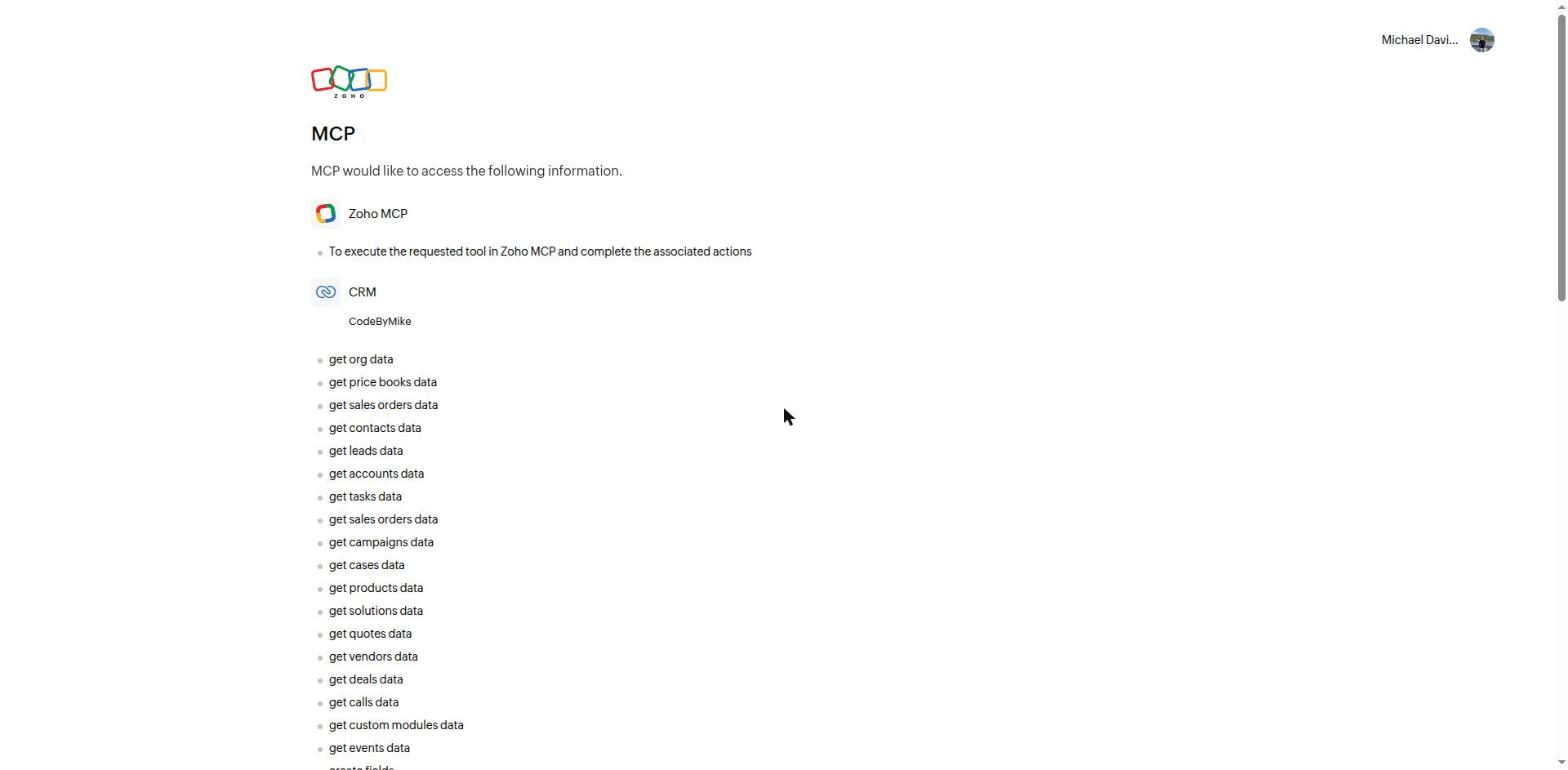 Michael Davi...
ZOHO
MCP
MCP would like to access the following information.
Zoho MCP
To execute the requested tool in Zoho MCP and complete the associated actions
CRM
CodeByMike
get org data
get price books data
get sales orders data
get contacts data
get leads data
get accounts data
get tasks data
get sales orders data
get campaigns data
get cases data
get products data
get solutions data
get quotes data
get vendors data
get deals data
get calls data
get custom modules data
get events data
create fields